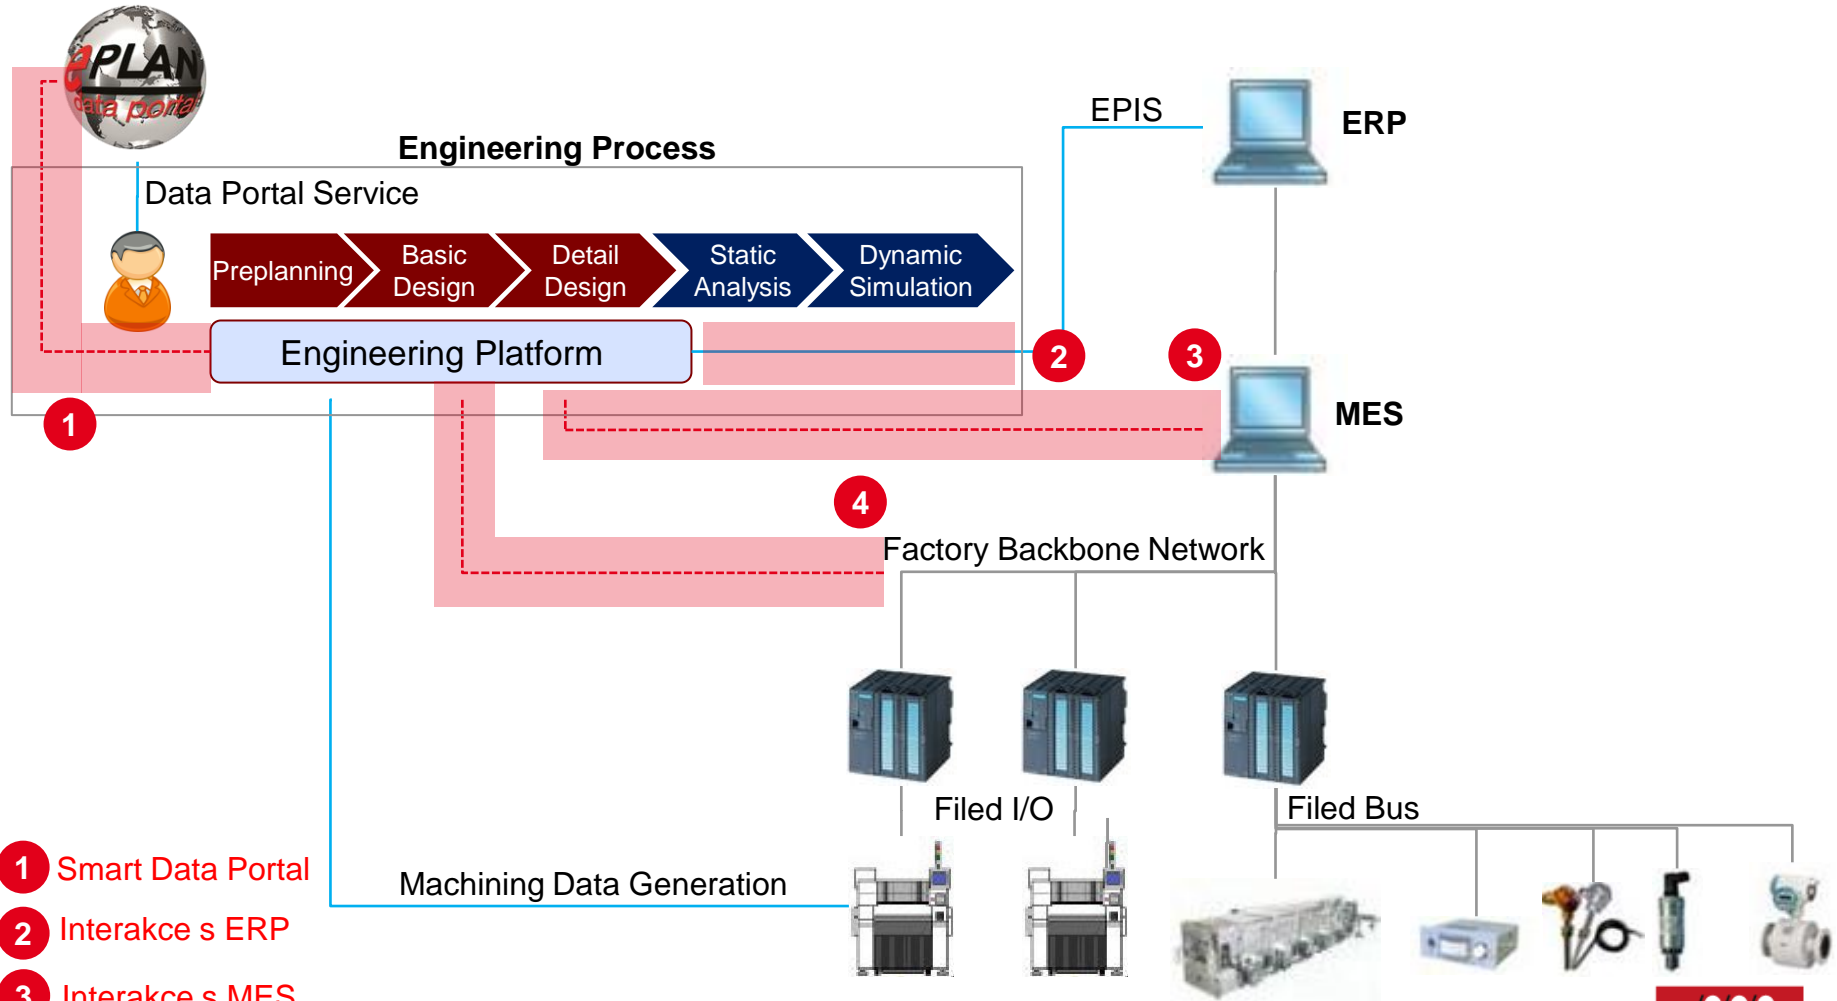 ePLAN
data portal
EPIS
ERP
Engineering Process
Data Portal Service
Preplanning
Basic
Design
Detail
Design
Static
Analysis
Dynamic
Simulation
Engineering Platform
2
3
1
MES
4
Factory Backbone Network
Filed I/O
Filed Bus
Machining Data Generation
1 Smart Data Portal
2 Interakce s ERP
3 Interakce s MES